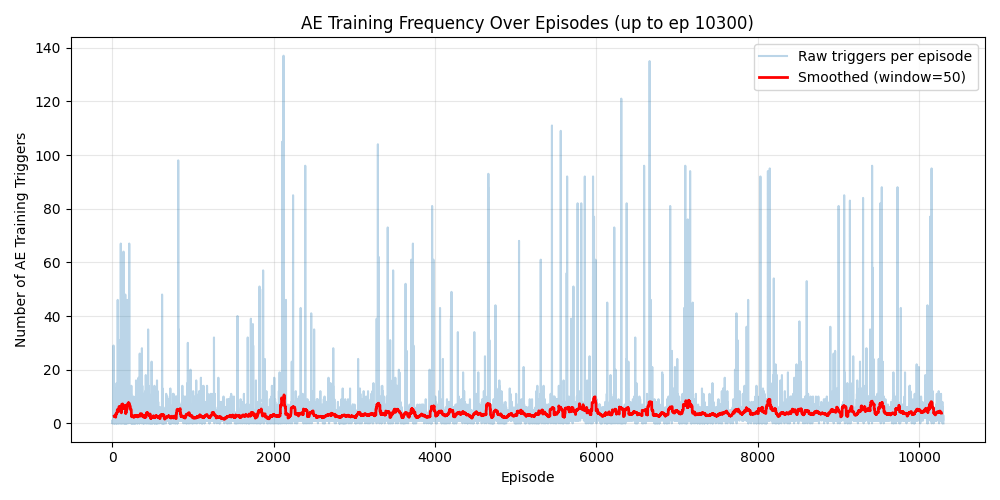 AE Training Frequency Over Episodes (up to ep 10300)
Raw triggers per episode
Smoothed (window=50)
Number of AE Training Triggers
140
120
100
80
60
40
20
0
0 2000 4000 6000 8000 10000
Episode